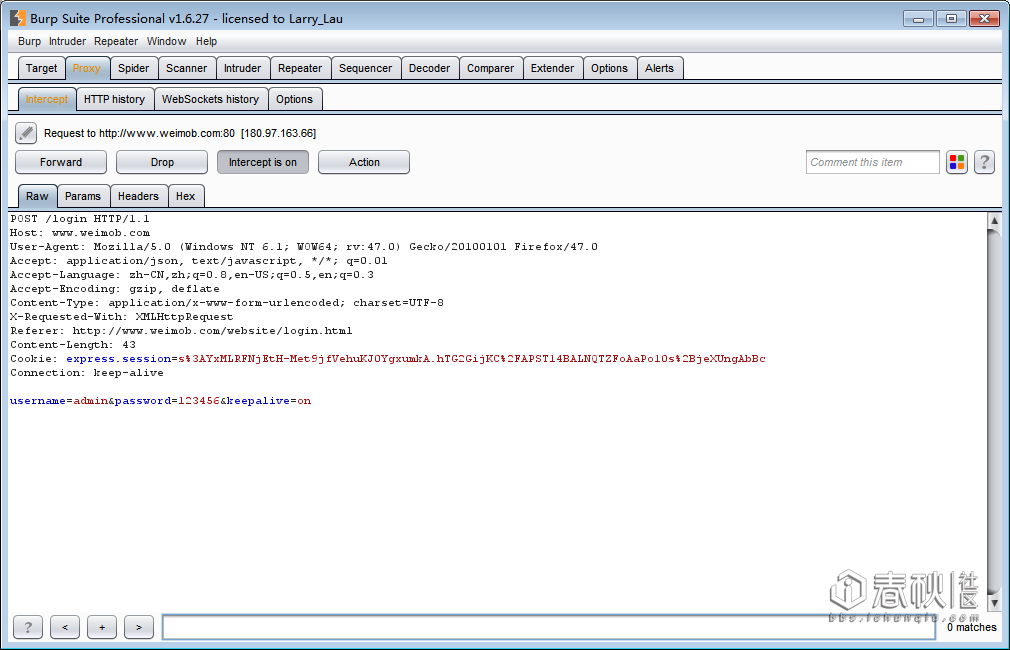 Burp Suite Professional v1.6.27 - licensed to Larry_Lau
Burp Intruder Repeater Window Help
Target Proxy Spider Scanner Intruder Repeater Sequencer Decoder Comparer Extender Options Alerts
Intercept HTTP history WebSockets history Options
Request to http://www.weimob.com:80 [180.97.163.66]
Forward Drop Intercept is on Action Comment this item ?
Raw Params Headers Hex
POST /login HTTP/1.1
Host: www.weimob.com
User-Agent: Mozilla/5.0 (Windows NT 6.1; WOW64; rv:47.0) Gecko/20100101 Firefox/47.0
Accept: application/json, text/javascript, */*; q=0.01
Accept-Language: zh-CN,zh;q=0.8,en-US;q=0.5,en;q=0.3
Accept-Encoding: gzip, deflate
Content-Type: application/x-www-form-urlencoded; charset=UTF-8
X-Requested-With: XMLHttpRequest
Referer: http://www.weimob.com/website/login.html
Content-Length: 43
Cookie: express.session=s%3AYxMLRFNjEtH-Met9jfVehuKJ0YgxumkA.hTG2GijKC%2FAPST14BALNQTZFoAaPol0s%2BjeXUngAbBc
Connection: keep-alive
username=admin&password=123456&keepalive=on
春秋社区
bbs.ichunqiu.com
? < + > 0 matches